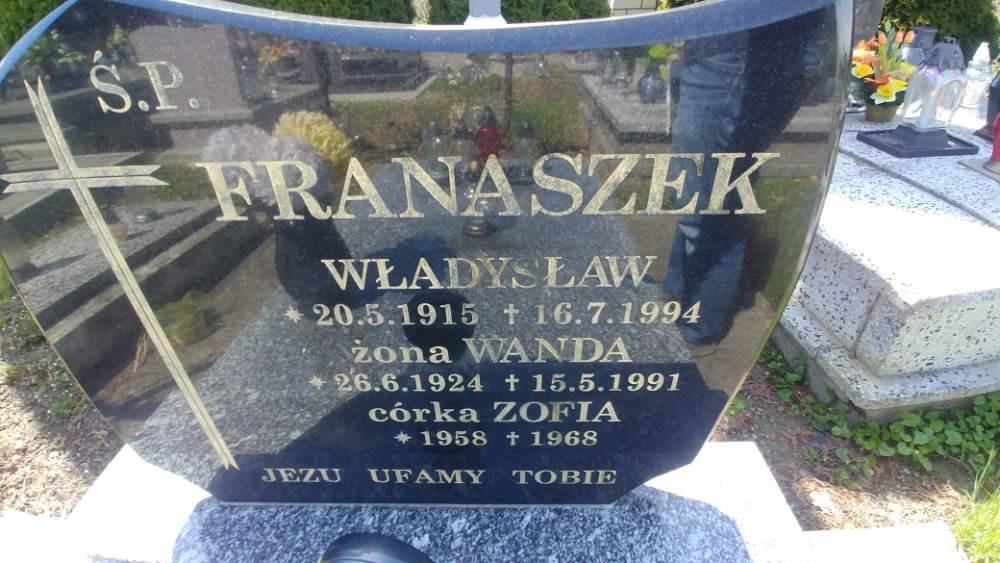 Ś.P.
FRANASZEK
WŁADYSŁAW
* 20.5.1915 † 16.7.1994
żona WANDA
* 26.6.1924 † 15.5.1991
córka ZOFIA
* 1958 † 1968
JEZU UFAMY TOBIE